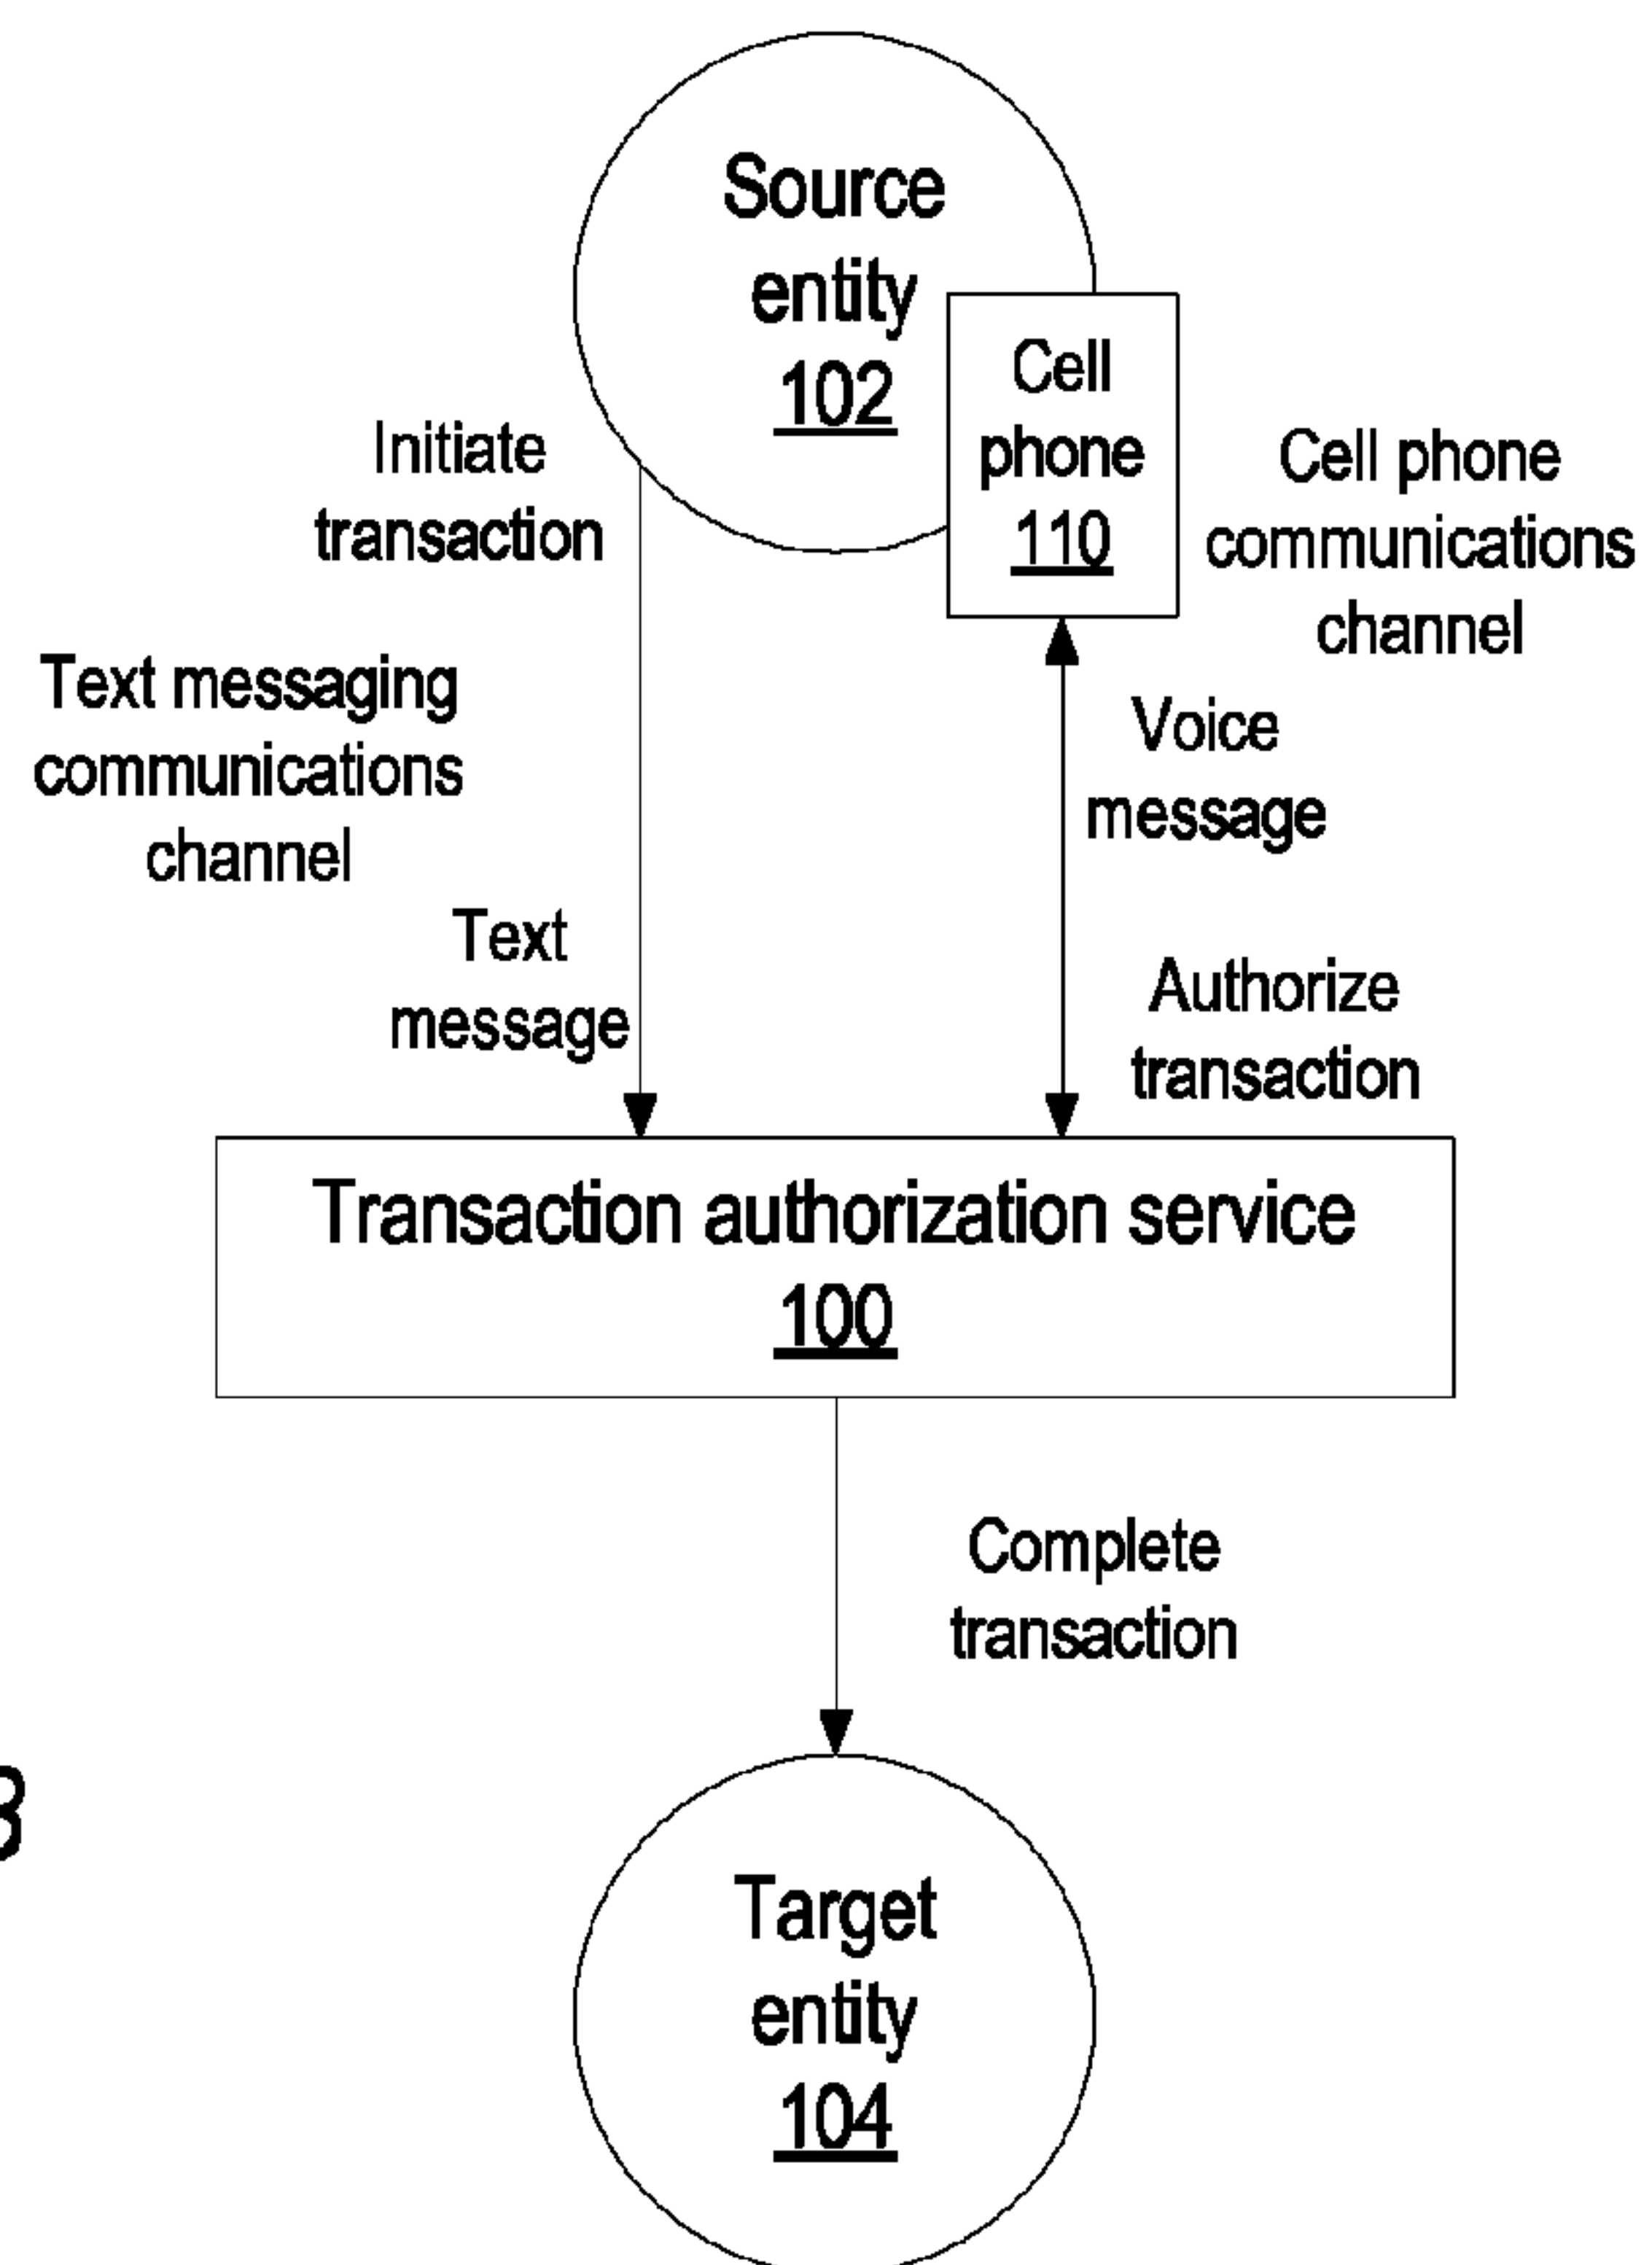 Source
entity
102
Cell
phone
110
Initiate
transaction
Cell phone
communications
channel
Text messaging
communications
channel
Voice
message
Text
message
Authorize
transaction
Transaction authorization service
100
Complete
transaction
Target
entity
104